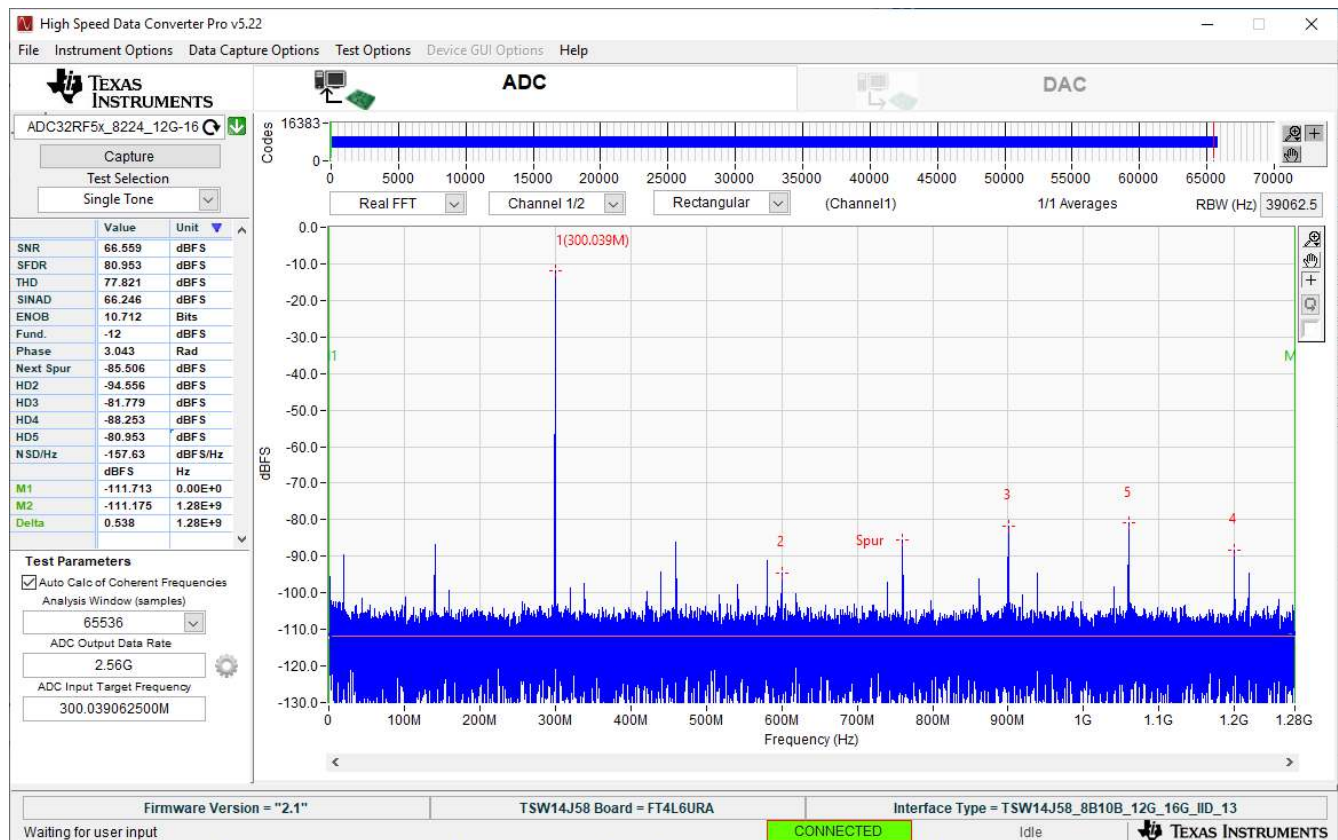 High Speed Data Converter Pro v5.22
File Instrument Options Data Capture Options Test Options Device GUI Options Help
TEXAS INSTRUMENTS
ADC
DAC
ADC32RF5x_8224_12G-16
Capture
Test Selection
Single Tone
Value Unit
SNR 66.559 dBFS
SFDR 80.953 dBFS
THD 77.821 dBFS
SINAD 66.246 dBFS
ENOB 10.712 Bits
Fund. -12 dBFS
Phase 3.043 Rad
Next Spur -85.506 dBFS
HD2 -94.556 dBFS
HD3 -81.779 dBFS
HD4 -88.253 dBFS
HD5 -80.953 dBFS
NSD/Hz -157.63 dBFS/Hz
dBFS Hz
M1 -111.713 0.00E+0
M2 -111.175 1.28E+9
Delta 0.538 1.28E+9
Test Parameters
Auto Calc of Coherent Frequencies
Analysis Window (samples)
65536
ADC Output Data Rate
2.56G
ADC Input Target Frequency
300.039062500M
Codes
16383
0
0 5000 10000 15000 20000 25000 30000 35000 40000 45000 50000 55000 60000 65000 70000
Real FFT Channel 1/2 Rectangular (Channel1) 1/1 Averages RBW (Hz) 39062.5
dBFS
0.0
-10.0
-20.0
-30.0
-40.0
-50.0
-60.0
-70.0
-80.0
-90.0
-100.0
-110.0
-120.0
-130.0
1(300.039M)
1
M
2
Spur
3
5
4
0 100M 200M 300M 400M 500M 600M 700M 800M 900M 1G 1.1G 1.2G 1.28G
Frequency (Hz)
Firmware Version = "2.1" TSW14J58 Board = FT4L6URA Interface Type = TSW14J58_8B10B_12G_16G_IID_13
Waiting for user input CONNECTED Idle TEXAS INSTRUMENTS